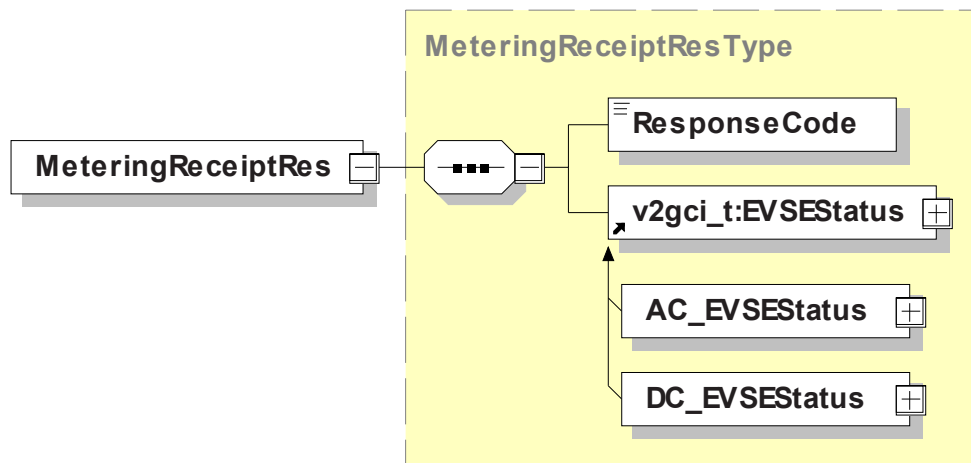 MeteringReceiptResType
ResponseCode
MeteringReceiptRes
v2gci_t:EVSEStatus
AC_EVSEStatus
DC_EVSEStatus